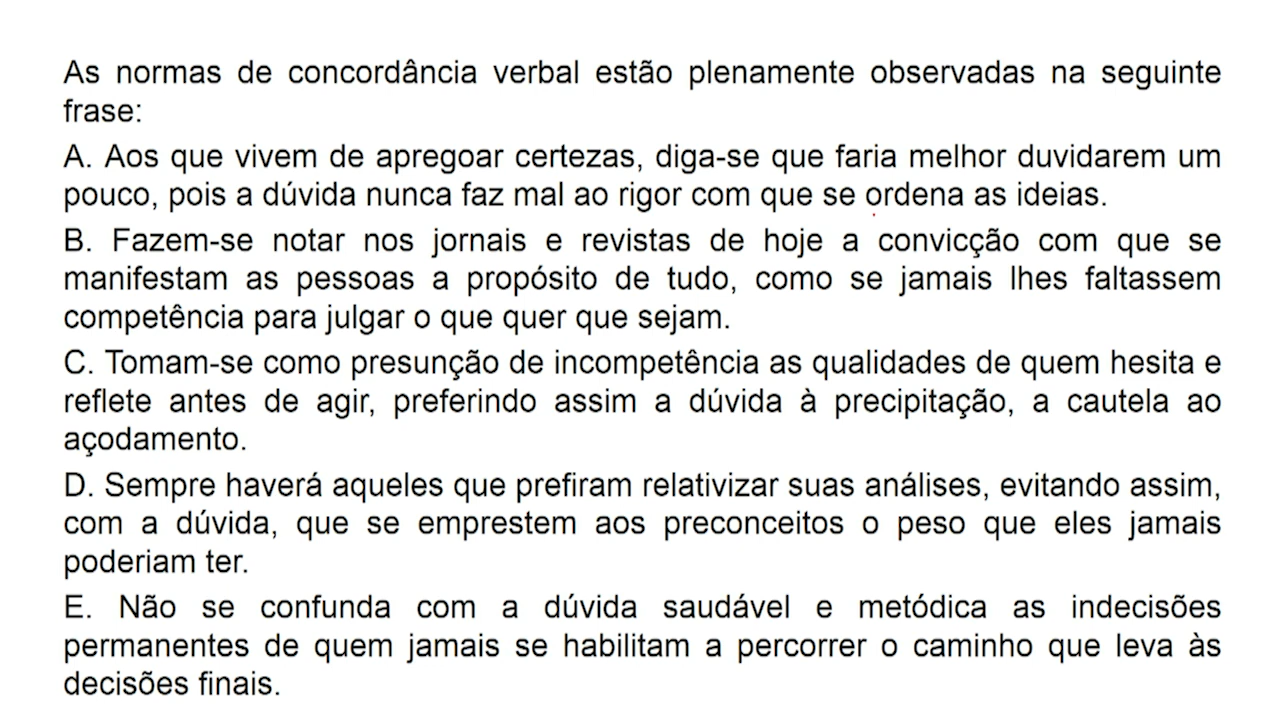 As normas de concordância verbal estão plenamente observadas na seguinte
frase:
A. Aos que vivem de apregoar certezas, diga-se que faria melhor duvidarem um
pouco, pois a dúvida nunca faz mal ao rigor com que se ordena as ideias.
B. Fazem-se notar nos jornais e revistas de hoje a convicção com que se
manifestam as pessoas a propósito de tudo, como se jamais lhes faltassem
competência para julgar o que quer que sejam.
C. Tomam-se como presunção de incompetência as qualidades de quem hesita e
reflete antes de agir, preferindo assim a dúvida à precipitação, a cautela ao
açodamento.
D. Sempre haverá aqueles que prefiram relativizar suas análises, evitando assim,
com a dúvida, que se emprestem aos preconceitos o peso que eles jamais
poderiam ter.
E. Não se confunda com a dúvida saudável e metódica as indecisões
permanentes de quem jamais se habilitam a percorrer o caminho que leva às
decisões finais.